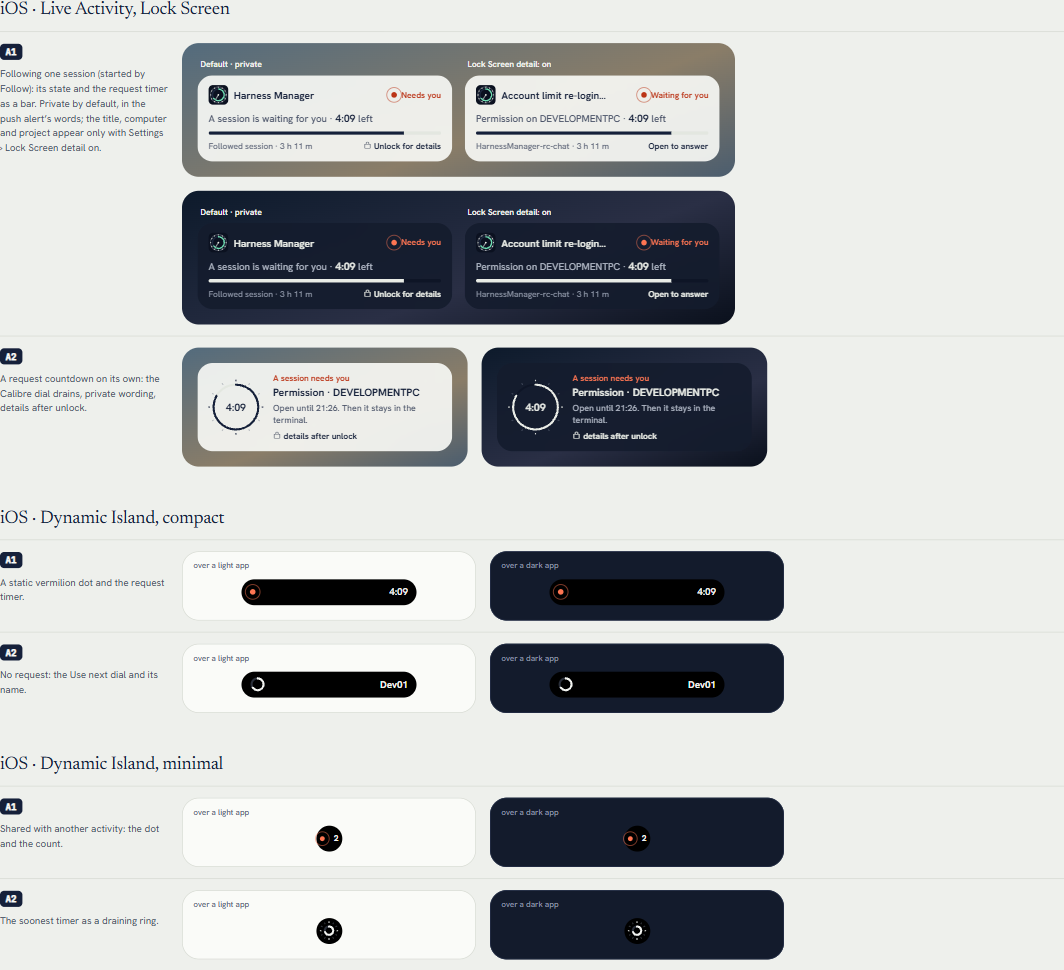 iOS · Live Activity, Lock Screen
A1
Following one session (started by
Follow): its state and the request timer
as a bar. Private by default, in the
push alert's words; the title, computer
and project appear only with Settings
› Lock Screen detail on.
Default · private
Harness Manager
Needs you
A session is waiting for you · 4:09 left
Followed session · 3 h 11 m
Unlock for details
Lock Screen detail: on
Account limit re-login...
Waiting for you
Permission on DEVELOPMENTPC · 4:09 left
HarnessManager-rc-chat · 3 h 11 m
Open to answer
Default · private
Harness Manager
Needs you
A session is waiting for you · 4:09 left
Followed session · 3 h 11 m
Unlock for details
Lock Screen detail: on
Account limit re-login...
Waiting for you
Permission on DEVELOPMENTPC · 4:09 left
HarnessManager-rc-chat · 3 h 11 m
Open to answer
A2
A request countdown on its own: the
Calibre dial drains, private wording,
details after unlock.
4:09
A session needs you
Permission · DEVELOPMENTPC
Open until 21:26. Then it stays in the
terminal.
details after unlock
4:09
A session needs you
Permission · DEVELOPMENTPC
Open until 21:26. Then it stays in the
terminal.
details after unlock
iOS · Dynamic Island, compact
A1
A static vermilion dot and the request
timer.
over a light app
4:09
over a dark app
4:09
A2
No request: the Use next dial and its
name.
over a light app
Dev01
over a dark app
Dev01
iOS · Dynamic Island, minimal
A1
Shared with another activity: the dot
and the count.
over a light app
2
over a dark app
2
A2
The soonest timer as a draining ring.
over a light app
over a dark app